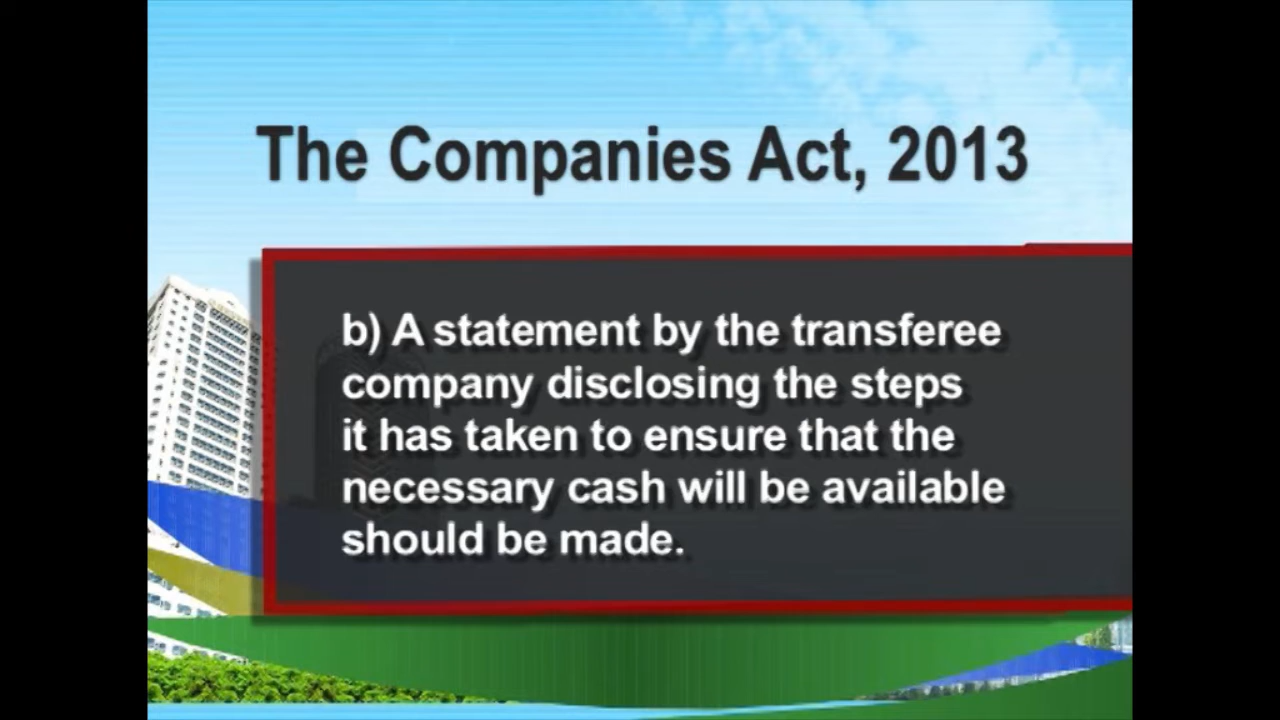 The Companies Act, 2013
b) A statement by the transferee
company disclosing the steps
it has taken to ensure that the
necessary cash will be available
should be made.